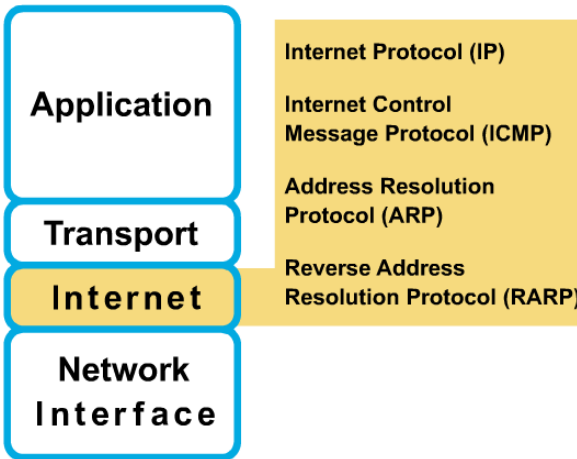 Application
Transport
Internet
Network
Interface
Internet Protocol (IP)
Internet Control
Message Protocol (ICMP)
Address Resolution
Protocol (ARP)
Reverse Address
Resolution Protocol (RARP)